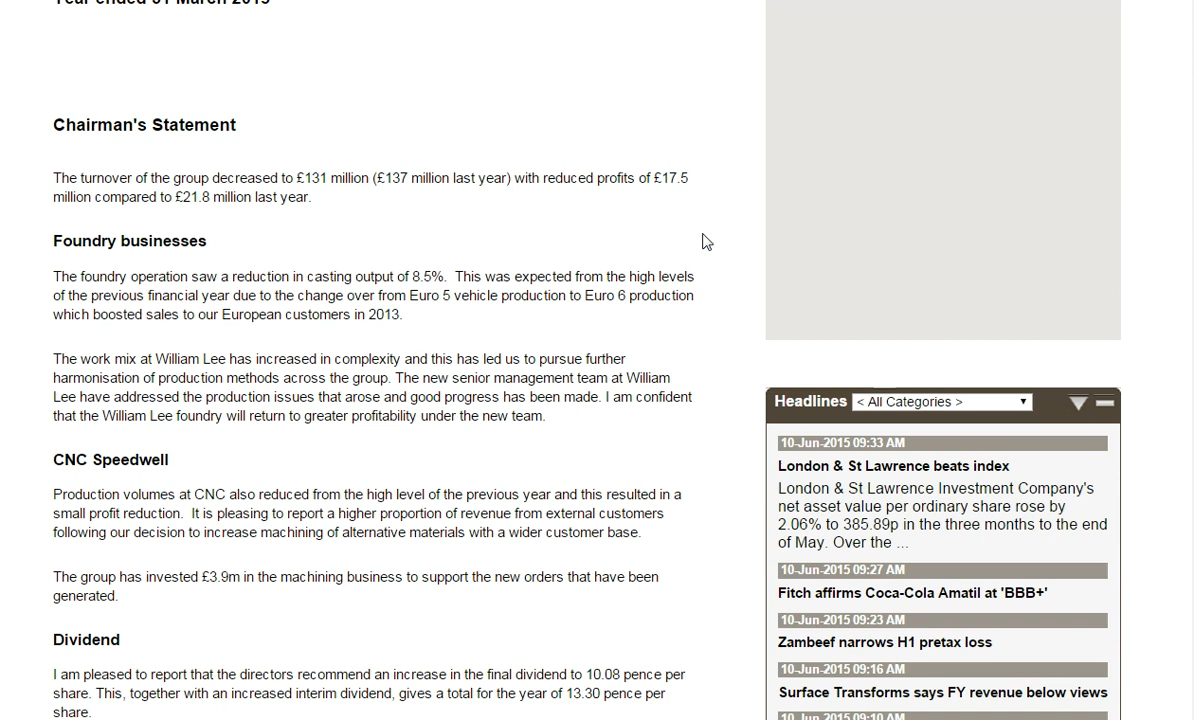 Year ended 31 March 2015
Chairman's Statement
The turnover of the group decreased to £131 million (£137 million last year) with reduced profits of £17.5
million compared to £21.8 million last year.
Foundry businesses
The foundry operation saw a reduction in casting output of 8.5%.  This was expected from the high levels
of the previous financial year due to the change over from Euro 5 vehicle production to Euro 6 production
which boosted sales to our European customers in 2013.
The work mix at William Lee has increased in complexity and this has led us to pursue further
harmonisation of production methods across the group. The new senior management team at William
Lee have addressed the production issues that arose and good progress has been made. I am confident
that the William Lee foundry will return to greater profitability under the new team.
CNC Speedwell
Production volumes at CNC also reduced from the high level of the previous year and this resulted in a
small profit reduction.  It is pleasing to report a higher proportion of revenue from external customers
following our decision to increase machining of alternative materials with a wider customer base.
The group has invested £3.9m in the machining business to support the new orders that have been
generated.
Dividend
I am pleased to report that the directors recommend an increase in the final dividend to 10.08 pence per
share. This, together with an increased interim dividend, gives a total for the year of 13.30 pence per
share.
Headlines < All Categories >
10-Jun-2015 09:33 AM
London & St Lawrence beats index
London & St Lawrence Investment Company's
net asset value per ordinary share rose by
2.06% to 385.89p in the three months to the end
of May. Over the ...
10-Jun-2015 09:27 AM
Fitch affirms Coca-Cola Amatil at 'BBB+'
10-Jun-2015 09:23 AM
Zambeef narrows H1 pretax loss
10-Jun-2015 09:16 AM
Surface Transforms says FY revenue below views
10-Jun-2015 09:10 AM